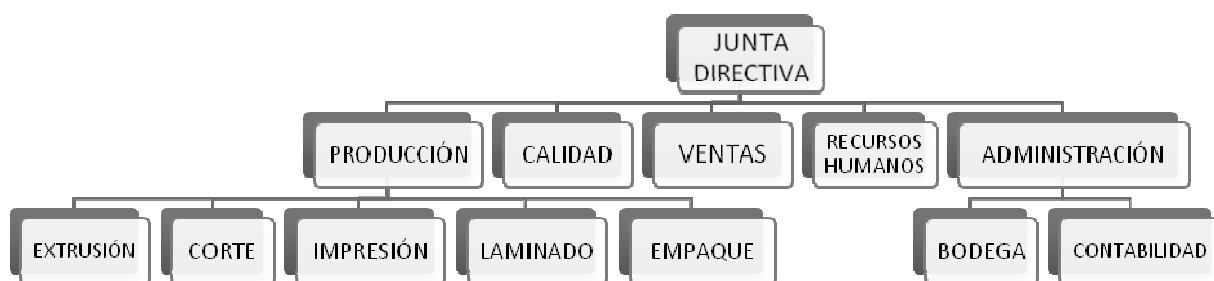 JUNTA
DIRECTIVA
PRODUCCIÓN
CALIDAD
VENTAS
RECURSOS
HUMANOS
ADMINISTRACIÓN
EXTRUSIÓN
CORTE
IMPRESIÓN
LAMINADO
EMPAQUE
BODEGA
CONTABILIDAD